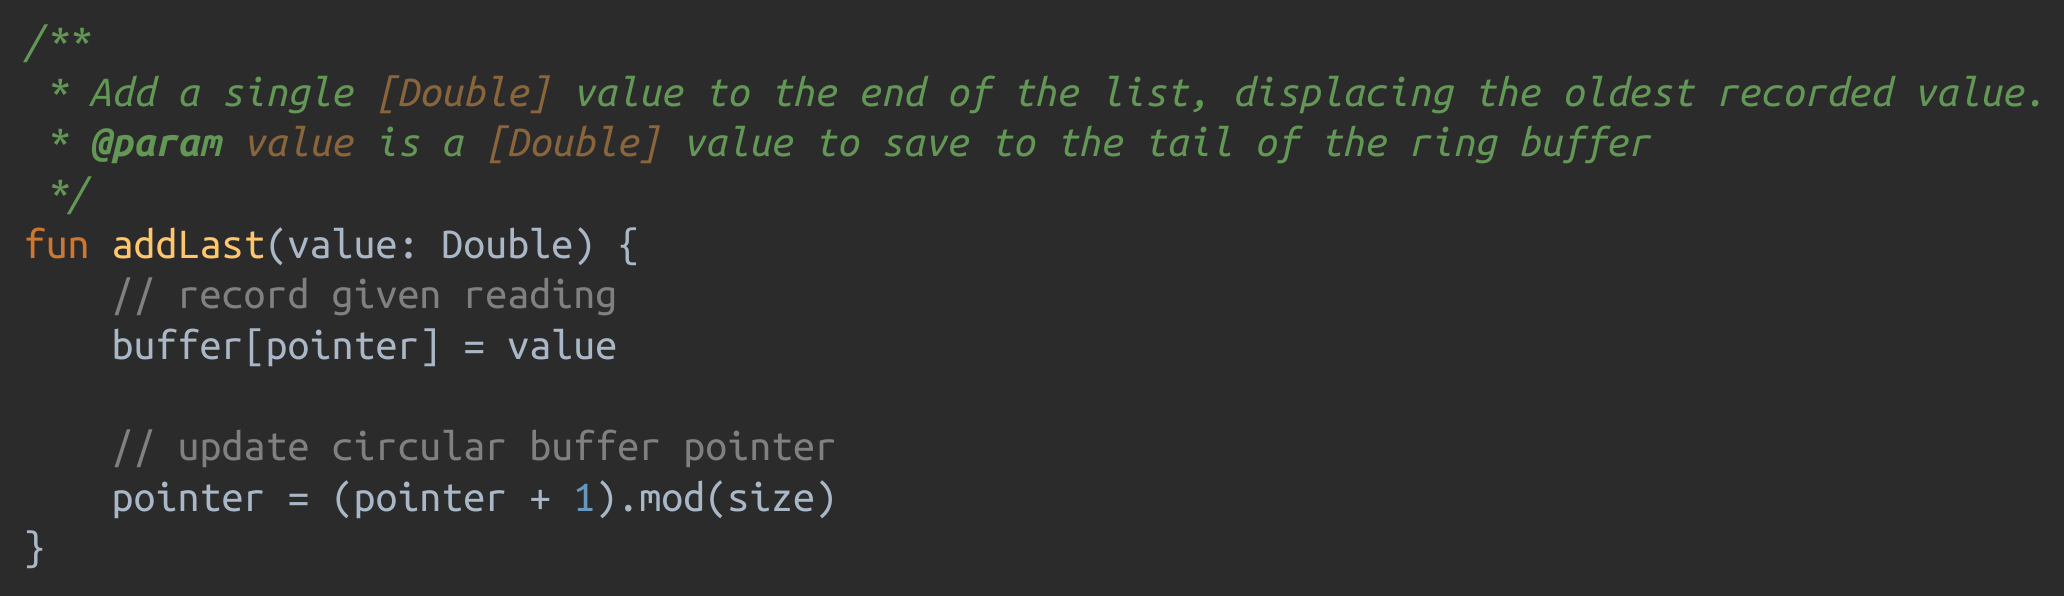 /**
 * Add a single [Double] value to the end of the list, displacing the oldest recorded value.
 * @param value is a [Double] value to save to the tail of the ring buffer
 */
fun addLast(value: Double) {
    // record given reading
    buffer[pointer] = value

    // update circular buffer pointer
    pointer = (pointer + 1).mod(size)
}